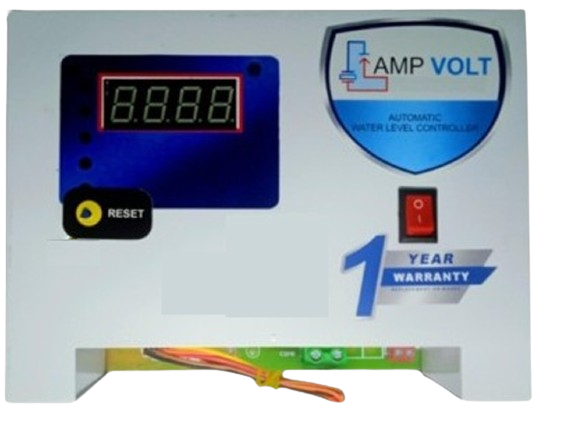 8.8.8.8.
AMP VOLT
AUTOMATIC
WATER LEVEL CONTROLLER
RESET
1 YEAR
WARRANTY